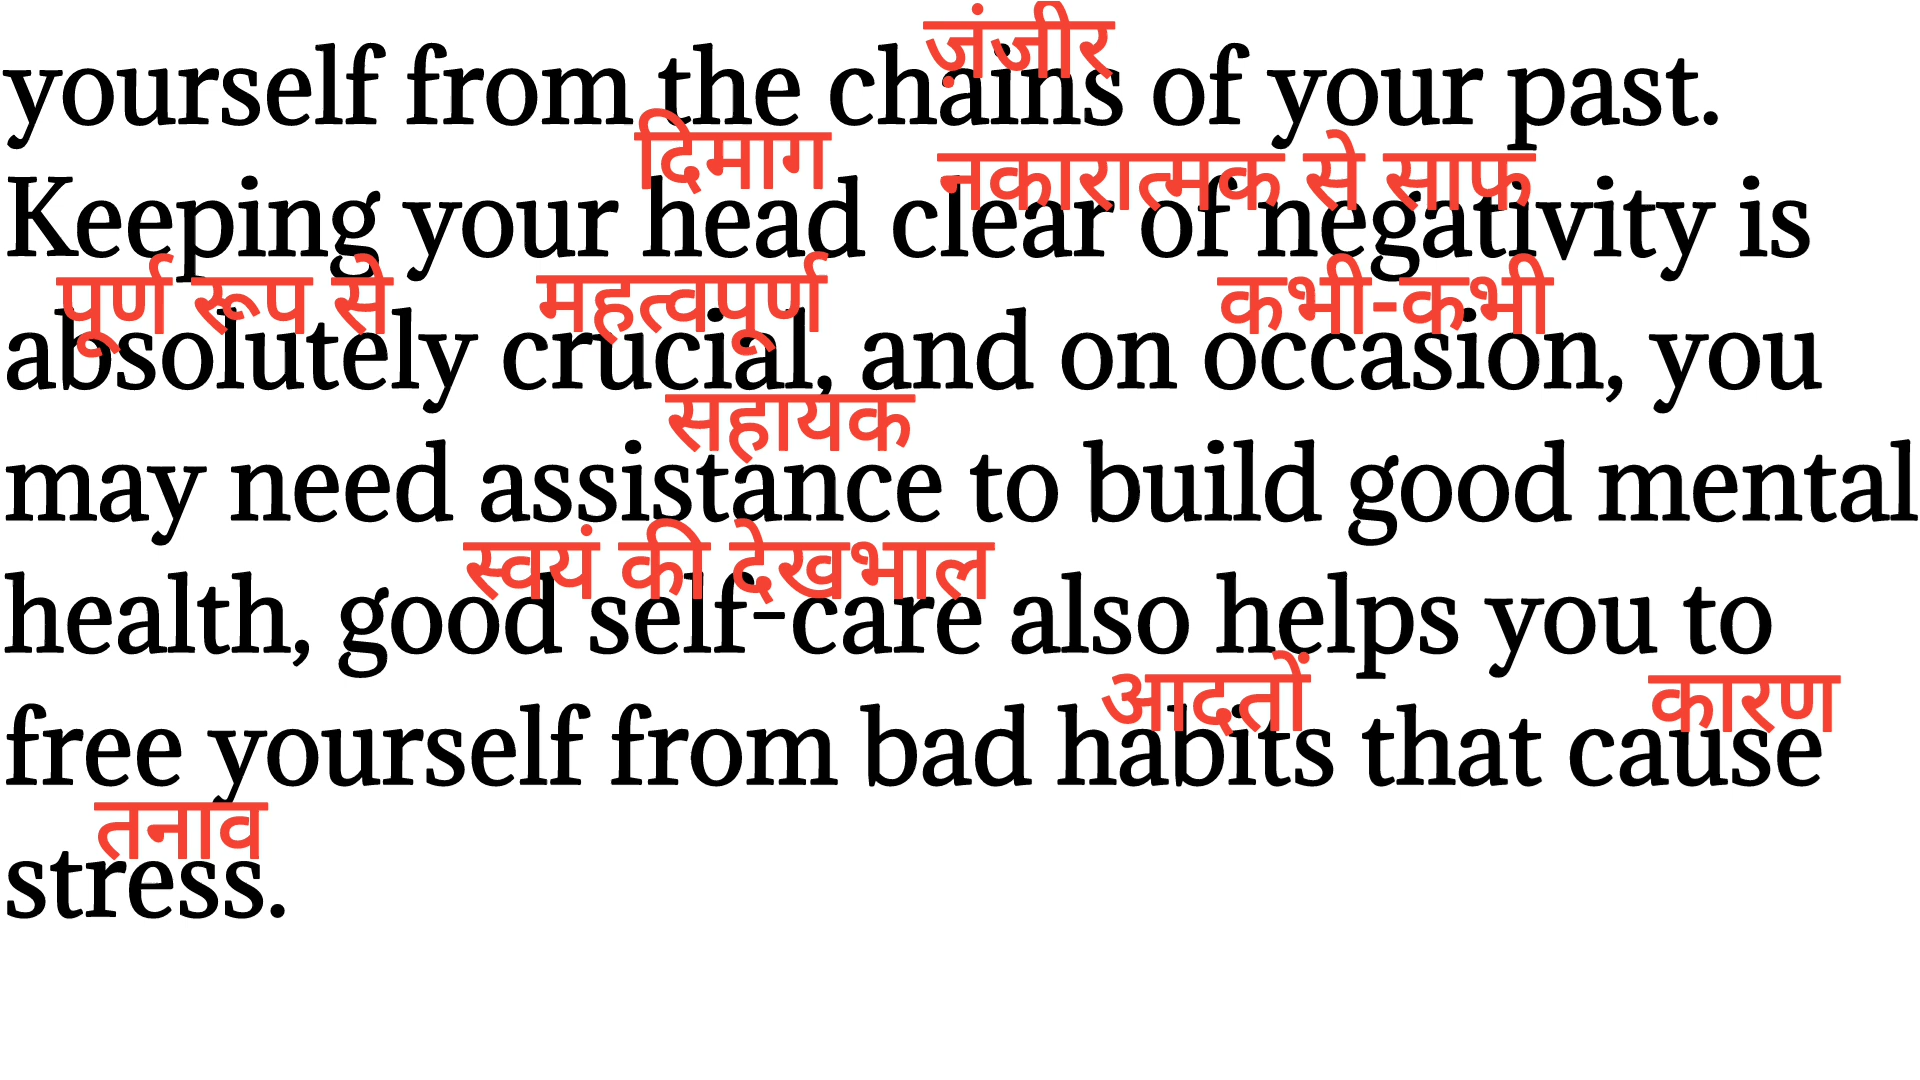 ज़ंजीर
yourself from the chains of your past.
दिमाग नकारात्मक से साफ
Keeping your head clear of negativity is
पूर्ण रूप से महत्वपूर्ण कभी-कभी
absolutely crucial, and on occasion, you
सहायक
may need assistance to build good mental
स्वयं की देखभाल
health, good self-care also helps you to
आदतों कारण
free yourself from bad habits that cause
तनाव
stress.